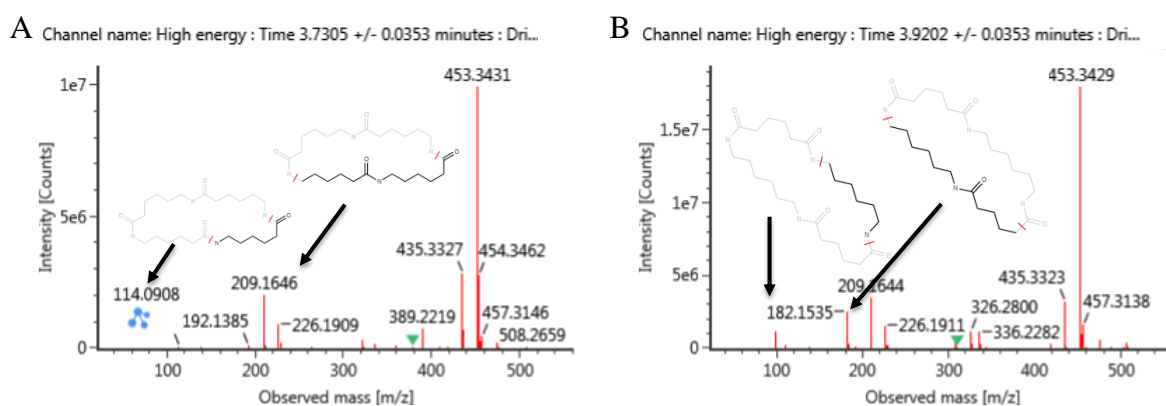 A Channel name: High energy : Time 3.7305 +/- 0.0353 minutes : Dri...
453.3431
1e7
Intensity [Counts]
5e6
435.3327
454.3462
114.0908
209.1646
389.2219
192.1385
226.1909
457.3146
508.2659
0
0
100
200
300
400
500
Observed mass [m/z]
B Channel name: High energy : Time 3.9202 +/- 0.0353 minutes : Dri...
453.3429
1.5e7
Intensity [Counts]
1e7
5e6
209.1644
435.3323
182.1535
326.2800
457.3138
226.1911
336.2282
0
100
200
300
400
500
Observed mass [m/z]